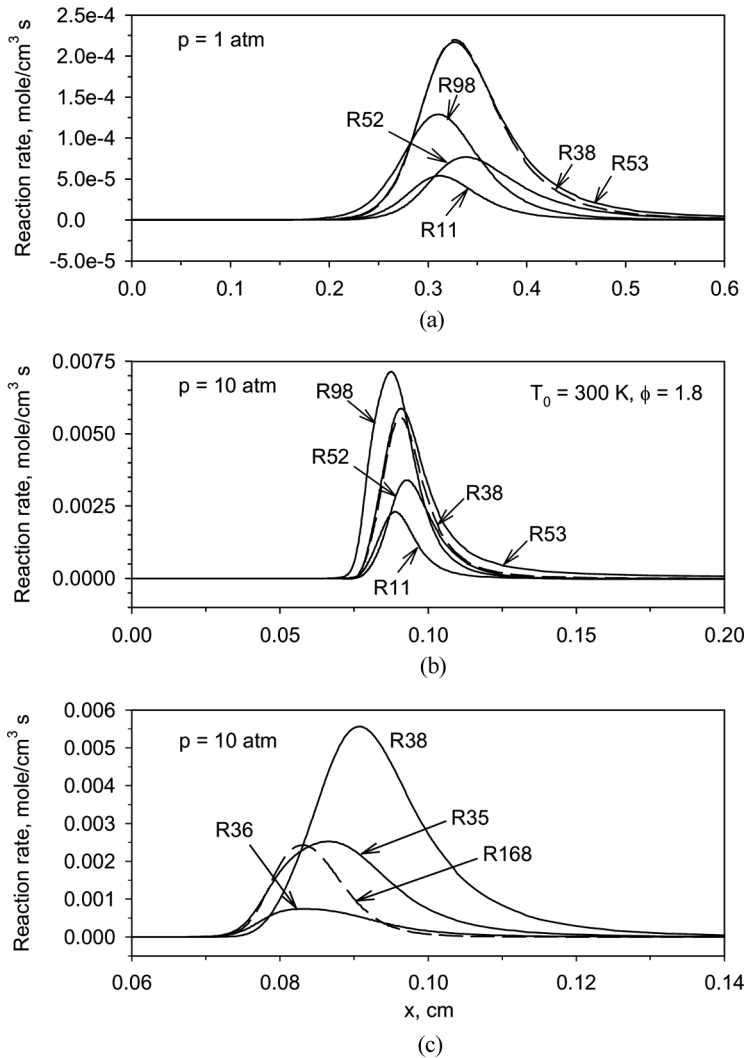 Reaction rate, mole/cm³ s
2.5e-4
2.0e-4
1.5e-4
1.0e-4
5.0e-5
0.0
-5.0e-5
p = 1 atm
R98
R52
R38
R53
R11
0.0 0.1 0.2 0.3 0.4 0.5 0.6
(a)
Reaction rate, mole/cm³ s
0.0075
0.0050
0.0025
0.0000
p = 10 atm
T₀ = 300 K, ϕ = 1.8
R98
R52
R38
R53
R11
0.00 0.05 0.10 0.15 0.20
(b)
Reaction rate, mole/cm³ s
0.006
0.005
0.004
0.003
0.002
0.001
0.000
p = 10 atm
R38
R36
R35
R168
0.06 0.08 0.10 0.12 0.14
x, cm
(c)